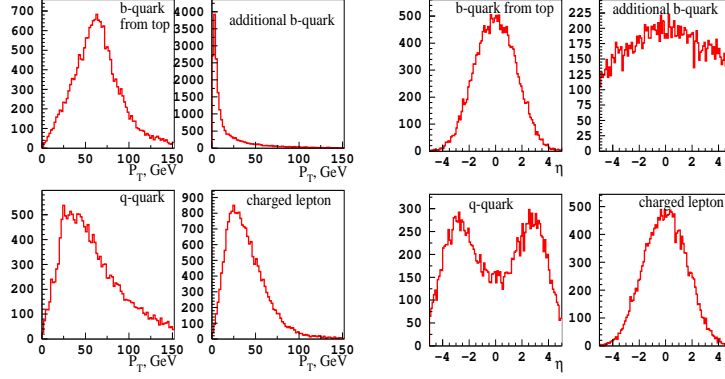 b-quark
from top
700
600
500
400
300
200
100
0
0 50 100 150
P_T, GeV
additional b-quark
4000
3500
3000
2500
2000
1500
1000
500
0
0 50 100 150
P_T, GeV
b-quark from top
500
400
300
200
100
0
−4 −2 0 2 4
η
additional b-quark
225
200
175
150
125
100
75
50
25
0
−4 −2 0 2 4
η
q-quark
500
400
300
200
100
0
0 50 100 150
P_T, GeV
charged lepton
900
800
700
600
500
400
300
200
100
0
0 50 100 150
P_T, GeV
q-quark
300
250
200
150
100
50
0
−4 −2 0 2 4
η
charged lepton
500
400
300
200
100
0
−4 −2 0 2 4
η